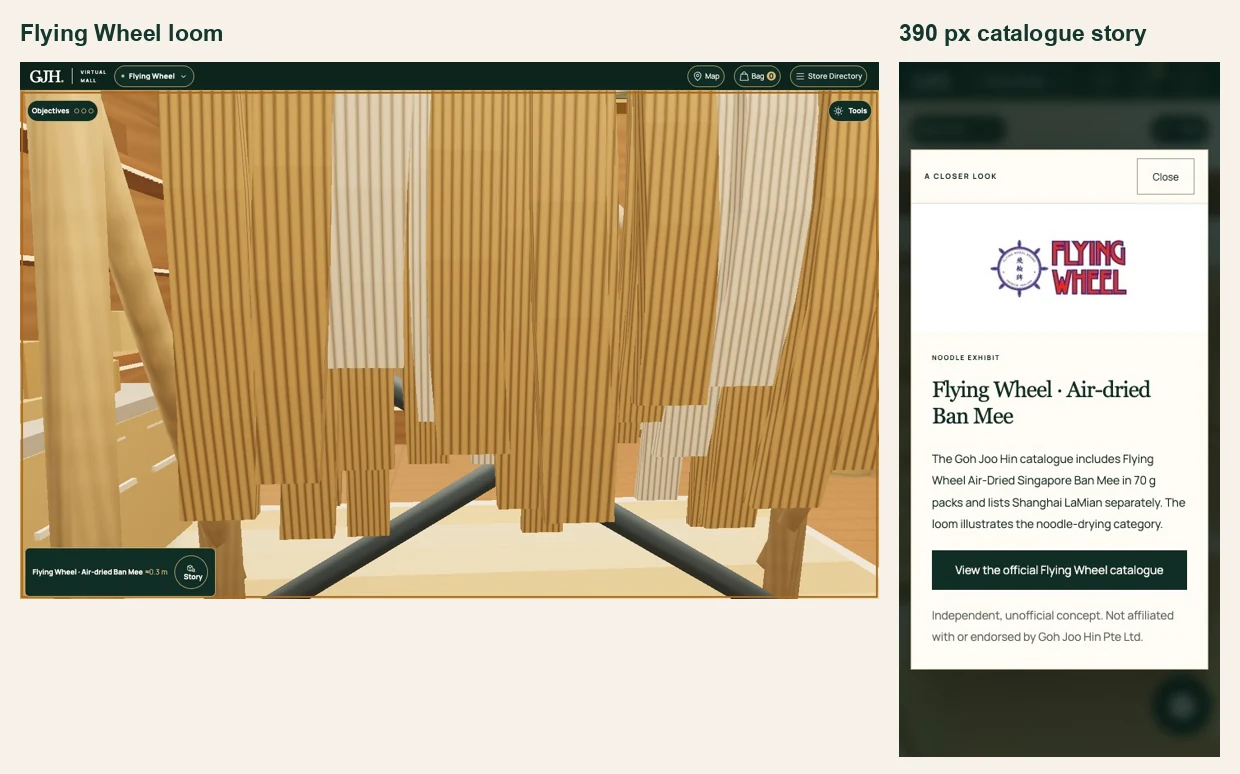 Flying Wheel loom
390 px catalogue story
GJH.
VIRTUAL
MALL
Flying Wheel
Map
Bag 0
Store Directory
Objectives
Tools
Flying Wheel · Air-dried Ban Mee ≈0.3 m
Story
A CLOSER LOOK
Close
飛
輪
牌
FLYING
WHEEL
NOODLE EXHIBIT
Flying Wheel · Air-dried
Ban Mee
The Goh Joo Hin catalogue includes Flying
Wheel Air-Dried Singapore Ban Mee in 70 g
packs and lists Shanghai LaMian separately. The
loom illustrates the noodle-drying category.
View the official Flying Wheel catalogue
Independent, unofficial concept. Not affiliated
with or endorsed by Goh Joo Hin Pte Ltd.